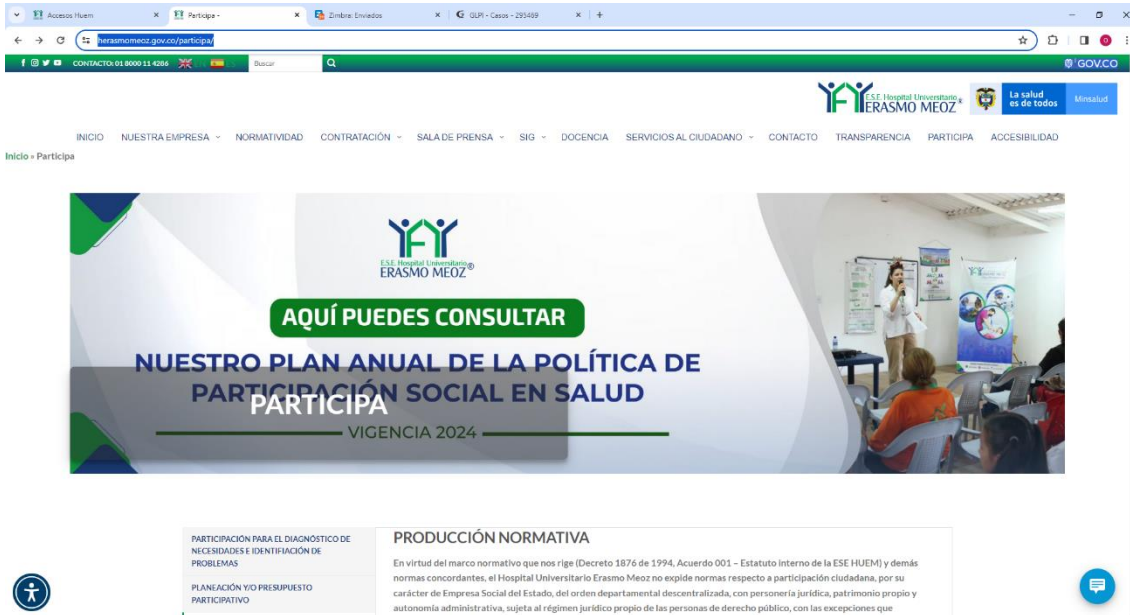 Accesos Huem
Participa -
Zimbra: Enviados
GLPI - Casos - 293469
herasmomeoz.gov.co/participa/
CONTACTO: 01 8000 11 4286 EN ES Buscar
GOV.CO
E.S.E. Hospital Universitario
ERASMO MEOZ®
La salud
es de todos
Minsalud
INICIO NUESTRA EMPRESA NORMATIVIDAD CONTRATACIÓN SALA DE PRENSA SIG DOCENCIA SERVICIOS AL CIUDADANO CONTACTO TRANSPARENCIA PARTICIPA ACCESIBILIDAD
Inicio » Participa
E.S.E. Hospital Universitario
ERASMO MEOZ®
AQUÍ PUEDES CONSULTAR
NUESTRO PLAN ANUAL DE LA POLÍTICA DE
PARTICIPACIÓN SOCIAL EN SALUD
PARTICIPA
VIGENCIA 2024
PARTICIPACIÓN PARA EL DIAGNÓSTICO DE
NECESIDADES E IDENTIFIACIÓN DE
PROBLEMAS
PLANEACIÓN Y/O PRESUPUESTO
PARTICIPATIVO
PRODUCCIÓN NORMATIVA
En virtud del marco normativo que nos rige (Decreto 1876 de 1994, Acuerdo 001 – Estatuto interno de la ESE HUEM) y demás
normas concordantes, el Hospital Universitario Erasmo Meoz no expide normas respecto a participación ciudadana, por su
carácter de Empresa Social del Estado, del orden departamental descentralizada, con personería jurídica, patrimonio propio y
autonomía administrativa, sujeta al régimen jurídico propio de las personas de derecho público, con las excepciones que